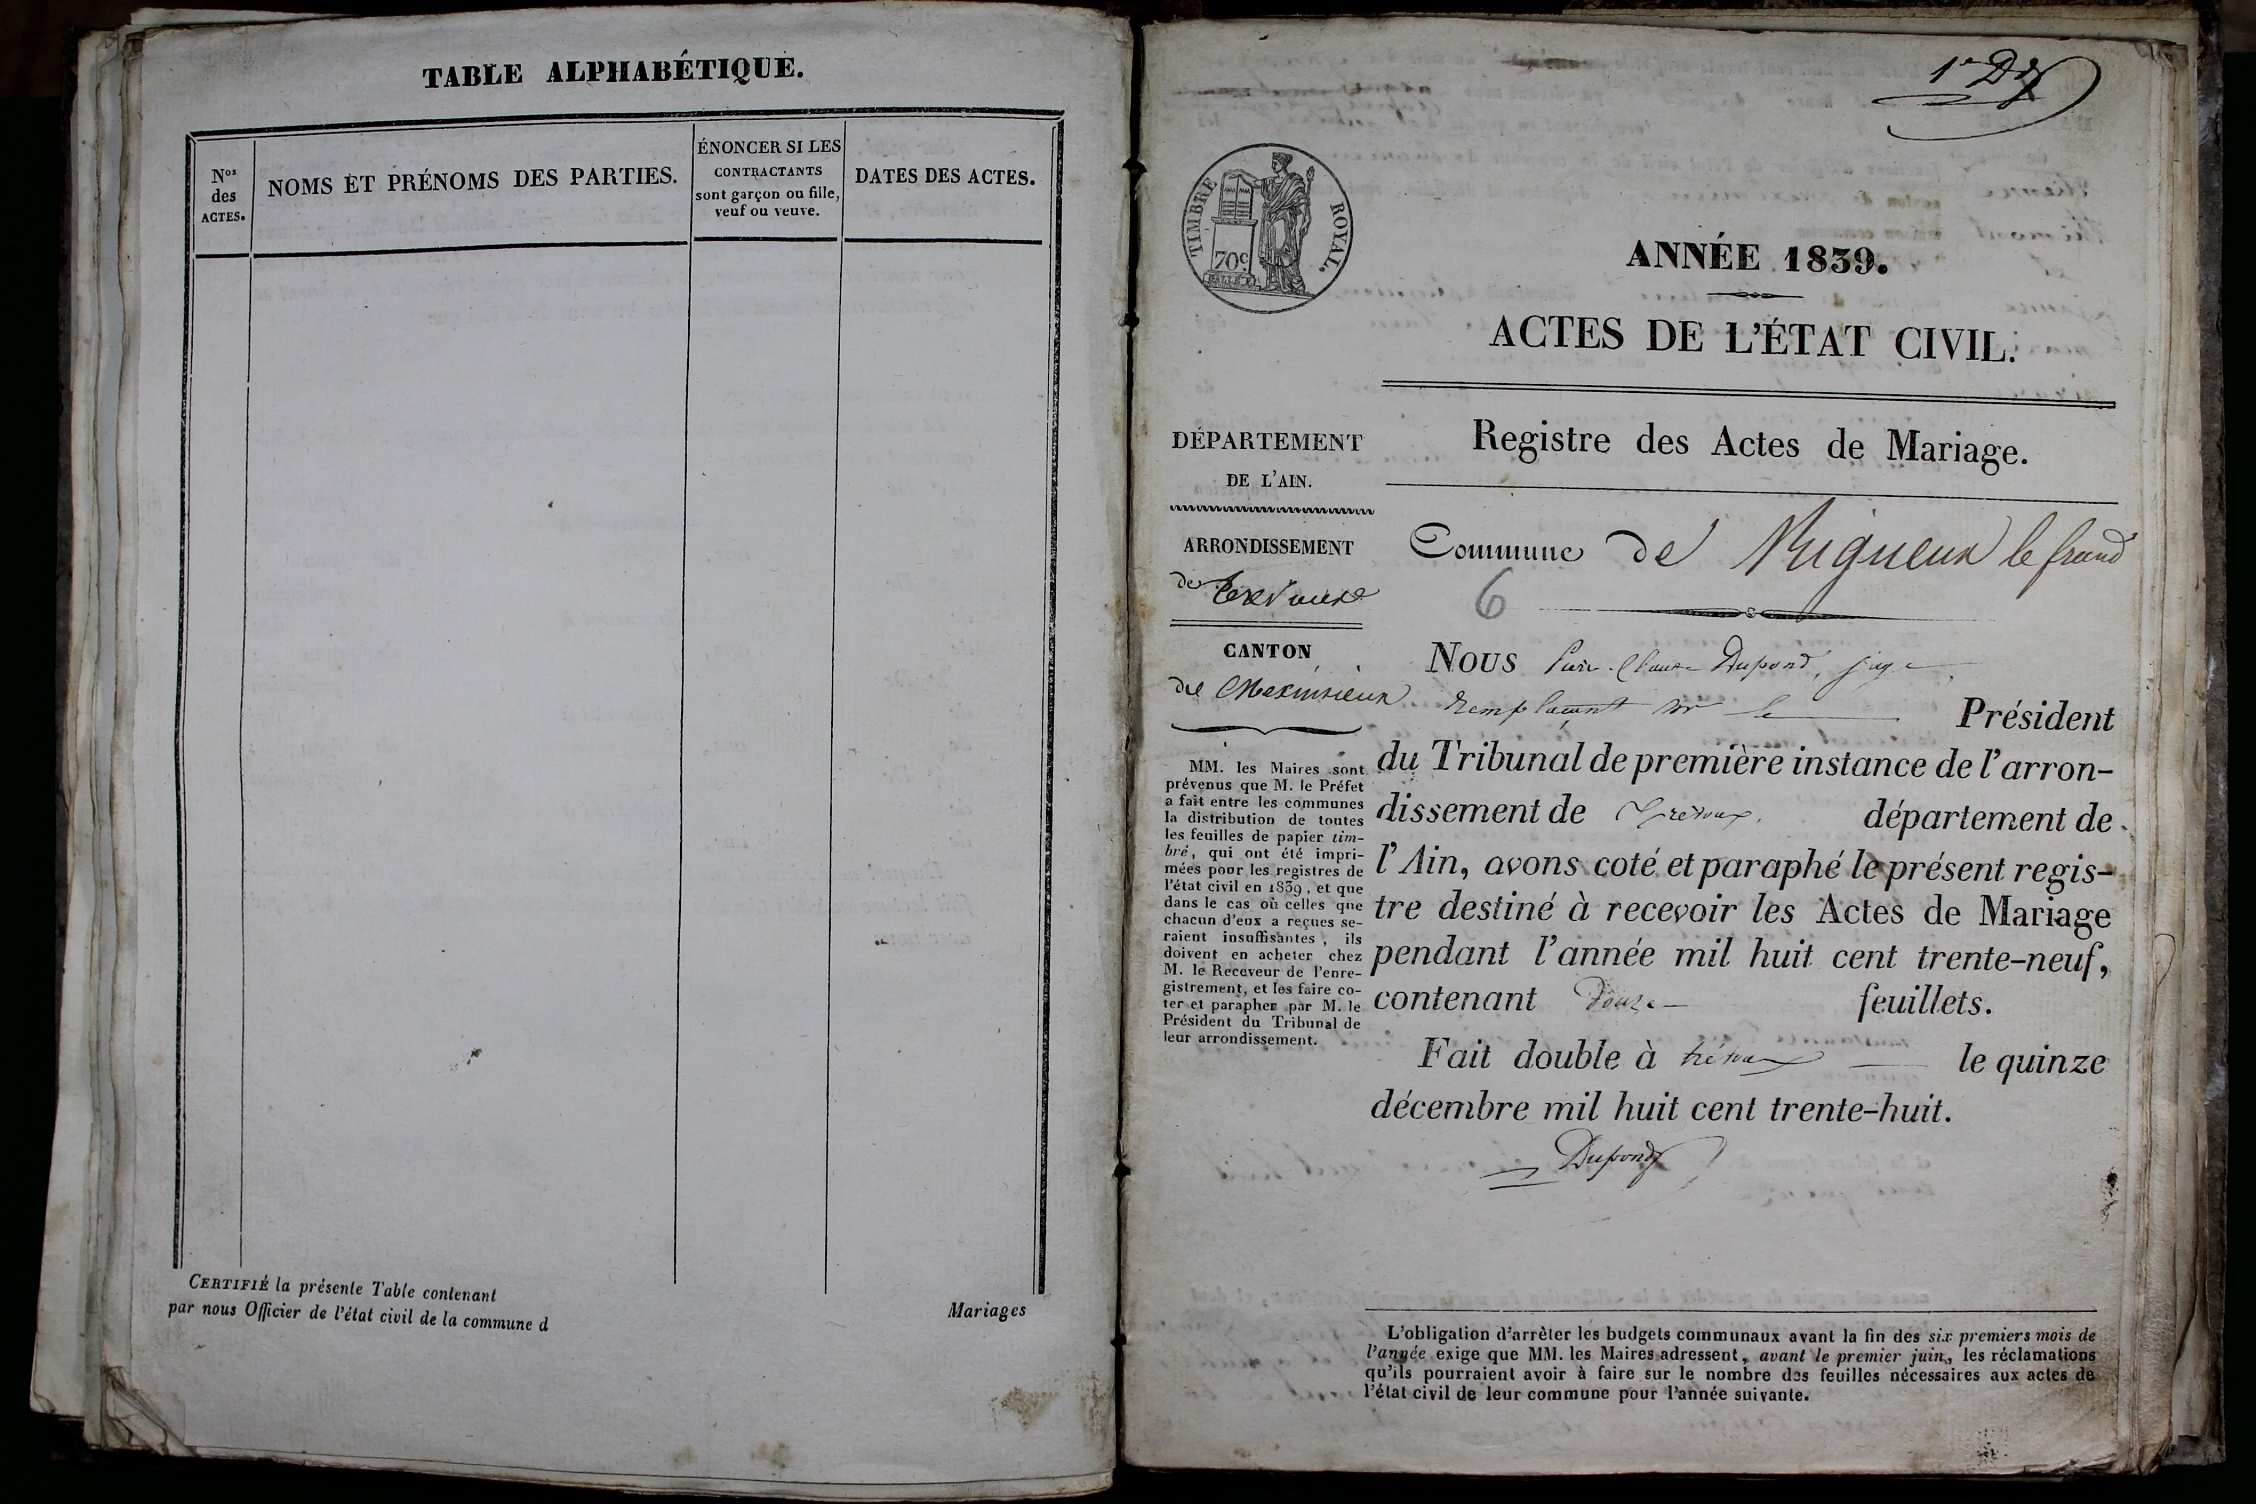 TABLE ALPHABÉTIQUE.
Nos
des
ACTES.
NOMS ET PRÉNOMS DES PARTIES.
ÉNONCER SI LES
CONTRACTANTS
sont garçon ou fille,
veuf ou veuve.
DATES DES ACTES.
CERTIFIÉ la présente Table contenant
par nous Officier de l'état civil de la commune d
Mariages
TIMBRE ROYAL.
70c
ANNÉE 1839.
ACTES DE L'ÉTAT CIVIL.
Registre des Actes de Mariage.
DÉPARTEMENT
DE L'AIN.
ARRONDISSEMENT
de Trevoux
CANTON
de Meximieux
MM. les Maires sont
prévenus que M. le Préfet
a fait entre les communes
la distribution de toutes
les feuilles de papier tim-
bré, qui ont été impri-
mées pour les registres de
l'état civil en 1839, et que
dans le cas où celles que
chacun d'eux a reçues se-
raient insuffisantes, ils
doivent en acheter chez
M. le Receveur de l'enre-
gistrement, et les faire co-
ter et parapher par M. le
Président du Tribunal de
leur arrondissement.
Commune de Rigneux le franc
6
NOUS Claude Dupond, juge
remplaçant mr le Président
du Tribunal de première instance de l'arron-
dissement de Trévoux, département de
l'Ain, avons coté et paraphé le présent regis-
tre destiné à recevoir les Actes de Mariage
pendant l'année mil huit cent trente-neuf,
contenant Douze feuillets.
Fait double à trévoux le quinze
décembre mil huit cent trente-huit.
Dupond
L'obligation d'arrêter les budgets communaux avant la fin des six premiers mois de
l'année exige que MM. les Maires adressent, avant le premier juin, les réclamations
qu'ils pourraient avoir à faire sur le nombre des feuilles nécessaires aux actes de
l'état civil de leur commune pour l'année suivante.